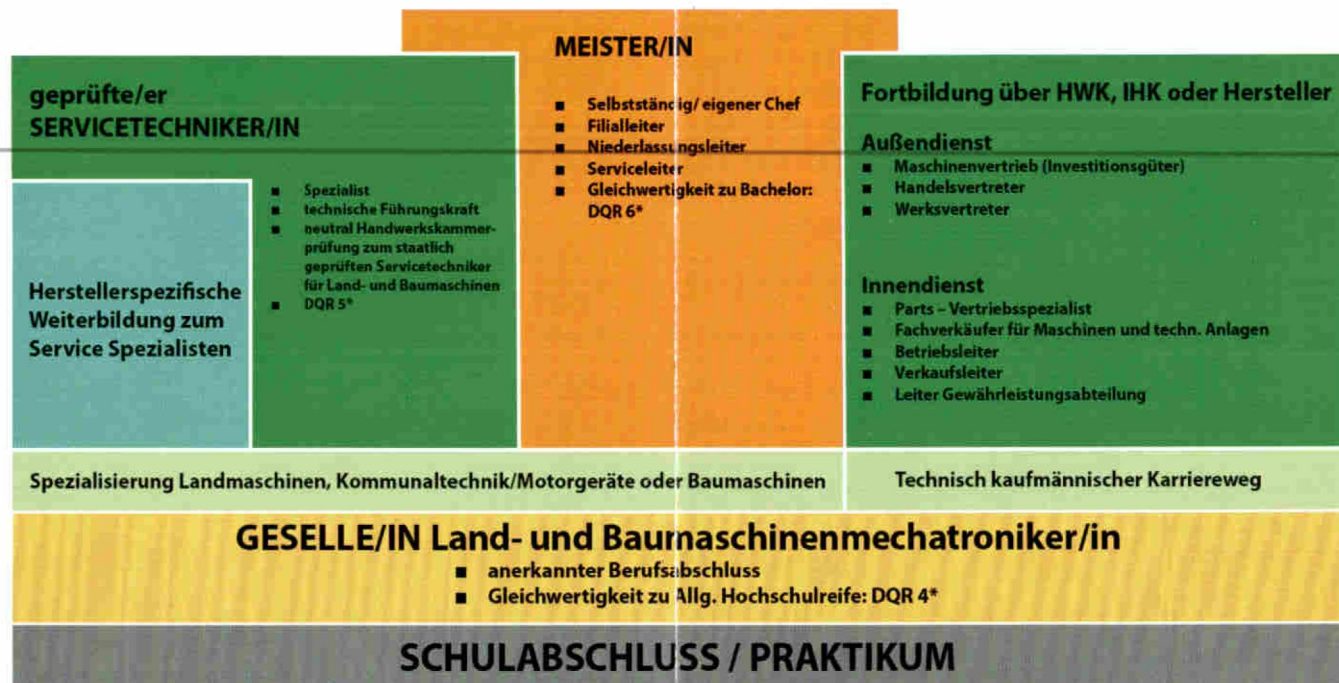 MEISTER/IN
■ Selbstständig/ eigener Chef
■ Filialleiter
■ Niederlassungsleiter
■ Serviceleiter
■ Gleichwertigkeit zu Bachelor:
DQR 6*
geprüfte/er
SERVICETECHNIKER/IN
■ Spezialist
■ technische Führungskraft
■ neutral Handwerkskammer-
prüfung zum staatlich
geprüften Servicetechniker
für Land- und Baumaschinen
■ DQR 5*
Herstellerspezifische
Weiterbildung zum
Service Spezialisten
Fortbildung über HWK, IHK oder Hersteller
Außendienst
■ Maschinenvertrieb (Investitionsgüter)
■ Handelsvertreter
■ Werksvertreter
Innendienst
■ Parts – Vertriebsspezialist
■ Fachverkäufer für Maschinen und techn. Anlagen
■ Betriebsleiter
■ Verkaufsleiter
■ Leiter Gewährleistungsabteilung
Spezialisierung Landmaschinen, Kommunaltechnik/Motorgeräte oder Baumaschinen
Technisch kaufmännischer Karriereweg
GESELLE/IN Land- und Baumaschinenmechatroniker/in
■ anerkannter Berufsabschluss
■ Gleichwertigkeit zu Allg. Hochschulreife: DQR 4*
SCHULABSCHLUSS / PRAKTIKUM